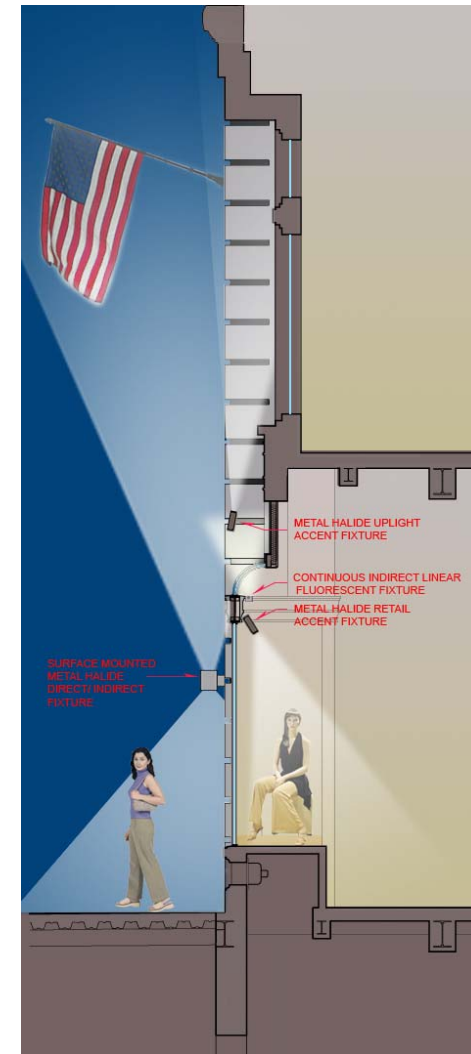 METAL HALIDE UPLIGHT
ACCENT FIXTURE
CONTINUOUS INDIRECT LINEAR
FLUORESCENT FIXTURE
METAL HALIDE RETAIL
ACCENT FIXTURE
SURFACE MOUNTED
METAL HALIDE
DIRECT/ INDIRECT
FIXTURE